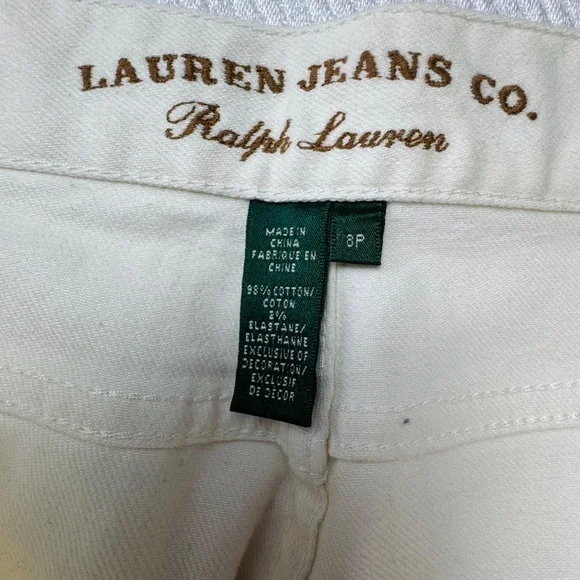 LAUREN JEANS CO.
Ralph Lauren
MADE IN
CHINA
FABRIQUE EN
CHINE
98% COTTON/
COTON
2%
ELASTANE/
ELASTHANNE
EXCLUSIVE OF
DECORATION/
EXCLUSIF
DE DÉCOR
8P